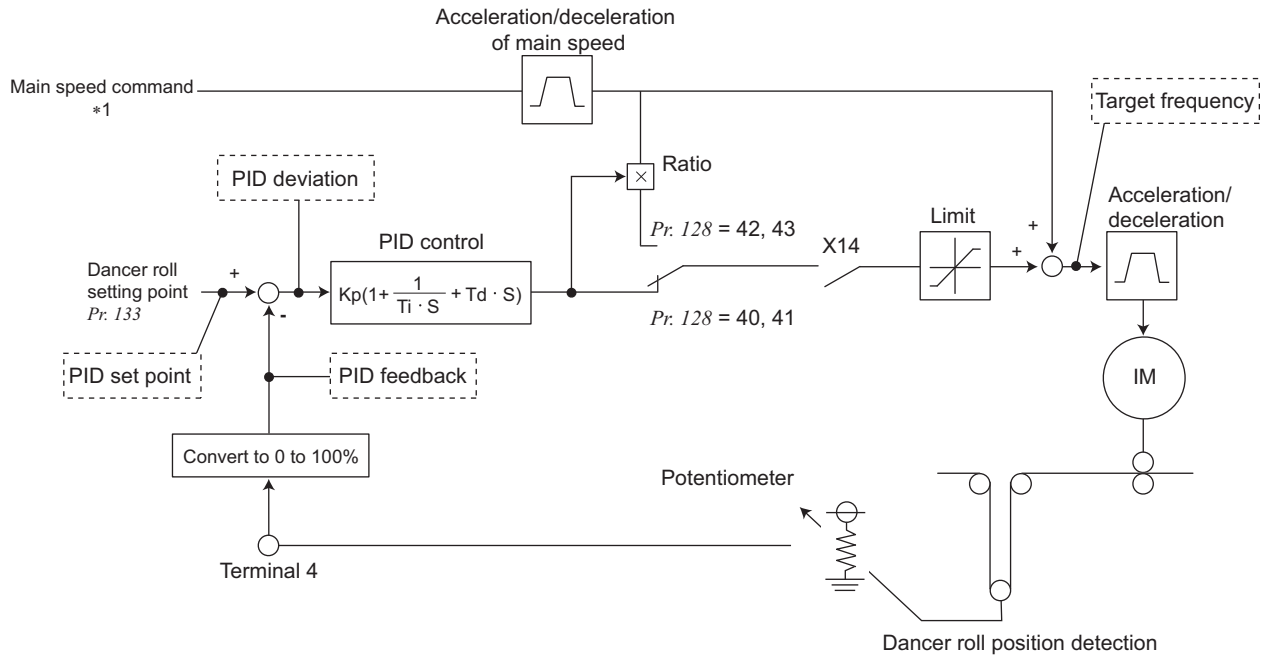 Acceleration/deceleration
of main speed
Main speed command
*1
Target frequency
PID deviation
Ratio
×
Acceleration/
deceleration
Pr. 128 = 42, 43
Limit
PID control
X14
+
+
Dancer roll
setting point
Pr. 133
+
-
Kp(1+ 1/Ti · S + Td · S)
Pr. 128 = 40, 41
PID set point
PID feedback
IM
Convert to 0 to 100%
Potentiometer
Terminal 4
Dancer roll position detection